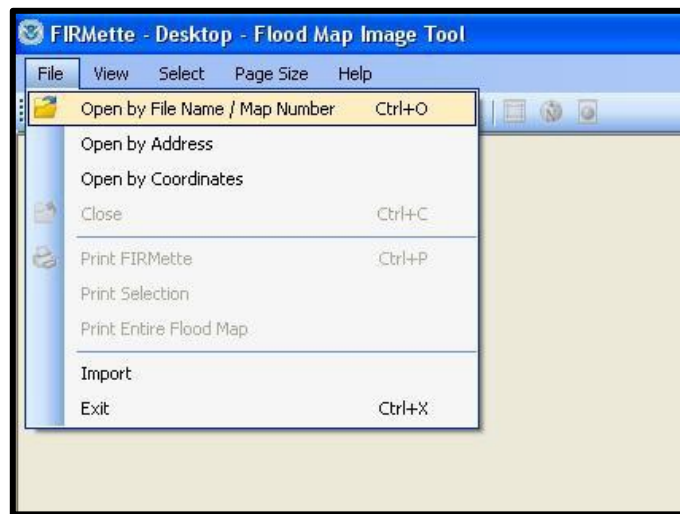 FIRMette - Desktop - Flood Map Image Tool
File View Select Page Size Help
Open by File Name / Map Number Ctrl+O
Open by Address
Open by Coordinates
Close Ctrl+C
Print FIRMette Ctrl+P
Print Selection
Print Entire Flood Map
Import
Exit Ctrl+X